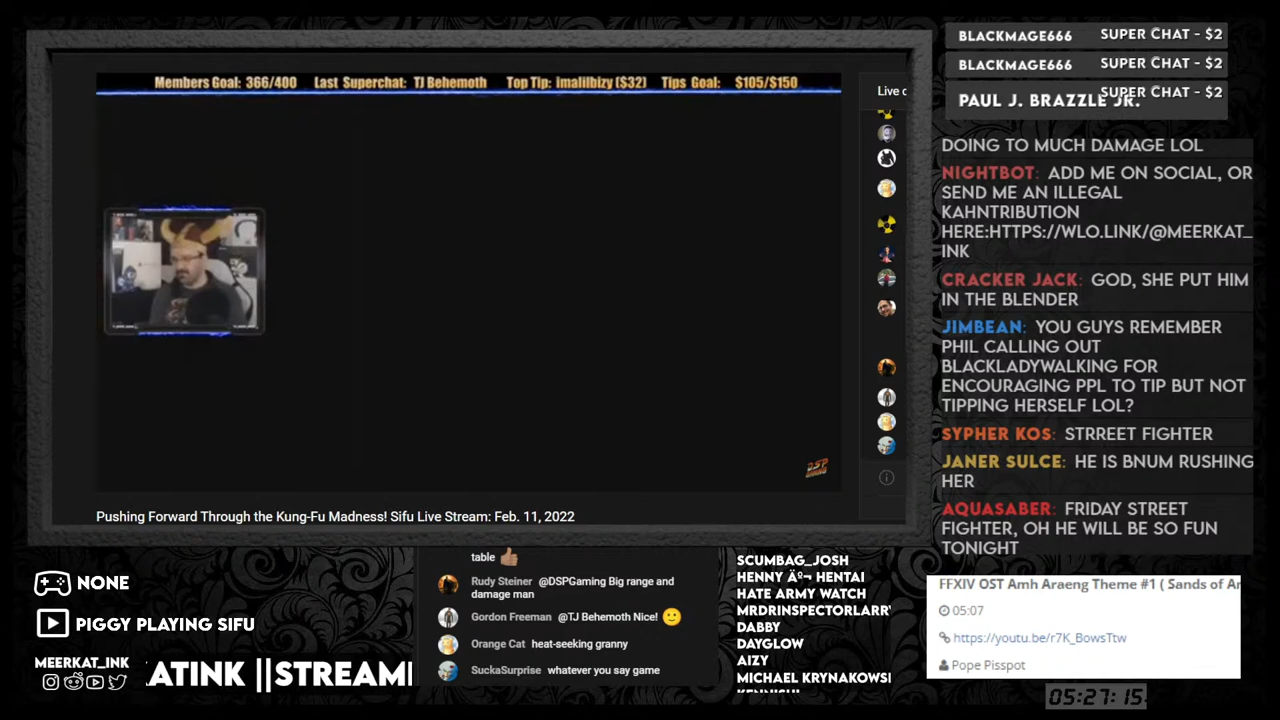 Members Goal: 366/400 Last Superchat: TJ Behemoth Top Tip: imalilbizy ($32) Tips Goal: $105/$150
Live c
DSP
Pushing Forward Through the Kung-Fu Madness! Sifu Live Stream: Feb. 11, 2022
BLACKMAGE666 SUPER CHAT - $2
BLACKMAGE666 SUPER CHAT - $2
PAUL J. BRAZZLE JR. SUPER CHAT - $2
DOING TO MUCH DAMAGE LOL
NIGHTBOT: ADD ME ON SOCIAL, OR
SEND ME AN ILLEGAL
KAHNTRIBUTION
HERE:HTTPS://WLO.LINK/@MEERKAT_
INK
CRACKER JACK: GOD, SHE PUT HIM
IN THE BLENDER
JIMBEAN: YOU GUYS REMEMBER
PHIL CALLING OUT
BLACKLADYWALKING FOR
ENCOURAGING PPL TO TIP BUT NOT
TIPPING HERSELF LOL?
SYPHER KOS: STRREET FIGHTER
JANER SULCE: HE IS BNUM RUSHING
HER
AQUASABER: FRIDAY STREET
FIGHTER, OH HE WILL BE SO FUN
TONIGHT
NONE
PIGGY PLAYING SIFU
MEERKAT_INK
ATINK ||STREAMI
table
Rudy Steiner @DSPGaming Big range and
damage man
Gordon Freeman @TJ Behemoth Nice!
Orange Cat heat-seeking granny
SuckaSurprise whatever you say game
SCUMBAG_JOSH
HENNY Äº¬ HENTAI
HATE ARMY WATCH
MRDRINSPECTORLARRY
DABBY
DAYGLOW
AIZY
MICHAEL KRYNAKOWS
FFXIV OST Amh Araeng Theme #1 ( Sands of Ar
05:07
https://youtu.be/r7K_BowsTtw
Pope Pisspot
05:27:15